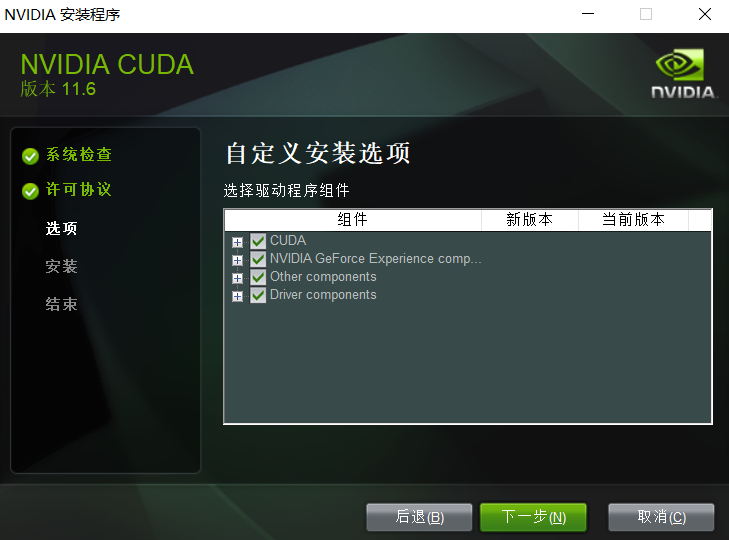 NVIDIA 安装程序
NVIDIA CUDA
版本 11.6
NVIDIA.
系统检查
许可协议
选项
安装
结束
自定义安装选项
选择驱动程序组件
组件 新版本 当前版本
CUDA
NVIDIA GeForce Experience comp...
Other components
Driver components
后退(B) 下一步(N) 取消(C)